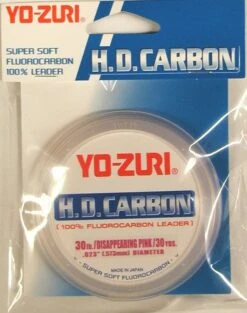 YO-ZURI®
SUPER SOFT
FLUOROCARBON
100% LEADER
H.D. CARBON
YO-ZURI®
H.D. CARBON
[100% FLUOROCARBON LEADER]
30 lb./DISAPPEARING PINK/30 YDS.
.023" (.573mm) DIAMETER
MADE IN JAPAN
SUPER SOFT FLUOROCARBON